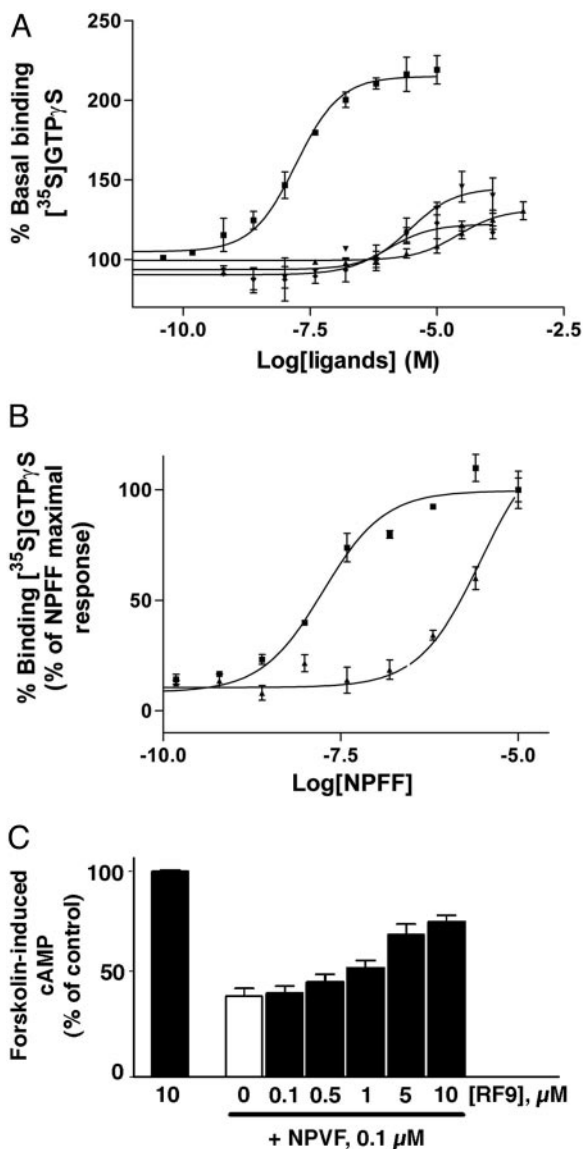 A
% Basal binding
[³⁵S]GTPγS
250
200
150
100
-10.0 -7.5 -5.0 -2.5
Log[ligands] (M)
B
% Binding [³⁵S]GTPγS
(% of NPFF maximal
response)
100
50
0
-10.0 -7.5 -5.0
Log[NPFF]
C
Forskolin-induced
cAMP
(% of control)
100
50
0
10 0 0.1 0.5 1 5 10 [RF9], μM
+ NPVF, 0.1 μM